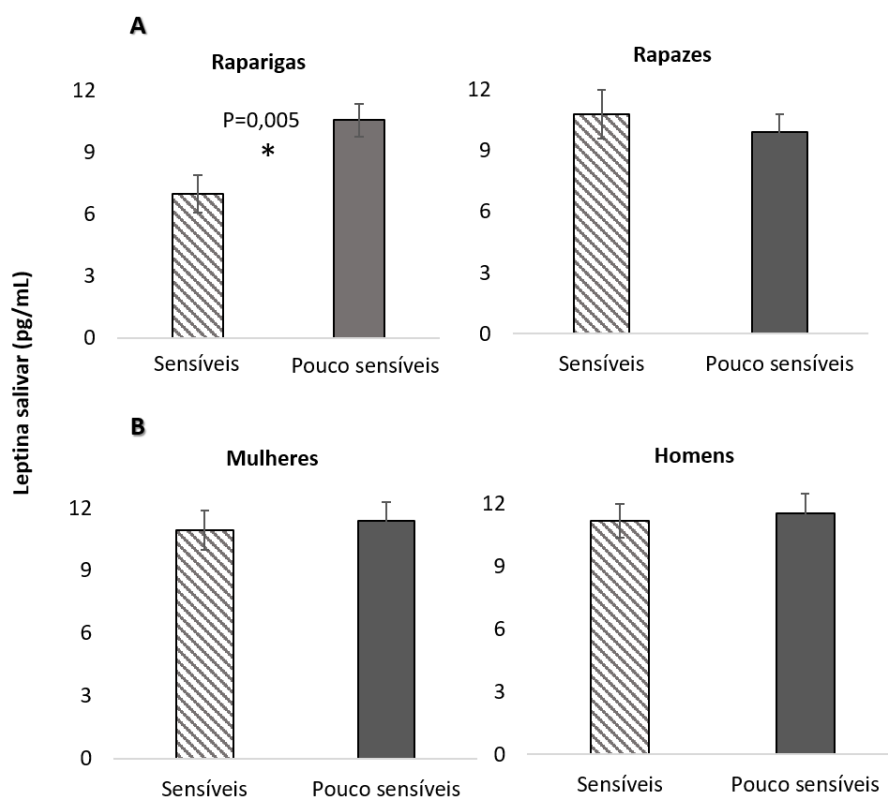 A
Raparigas
12
9
6
3
0
P=0,005
*
Sensíveis
Pouco sensíveis
Rapazes
12
9
6
3
0
Sensíveis
Pouco sensíveis
Leptina salivar (pg/mL)
B
Mulheres
12
9
6
3
0
Sensíveis
Pouco sensíveis
Homens
12
9
6
3
0
Sensíveis
Pouco sensíveis